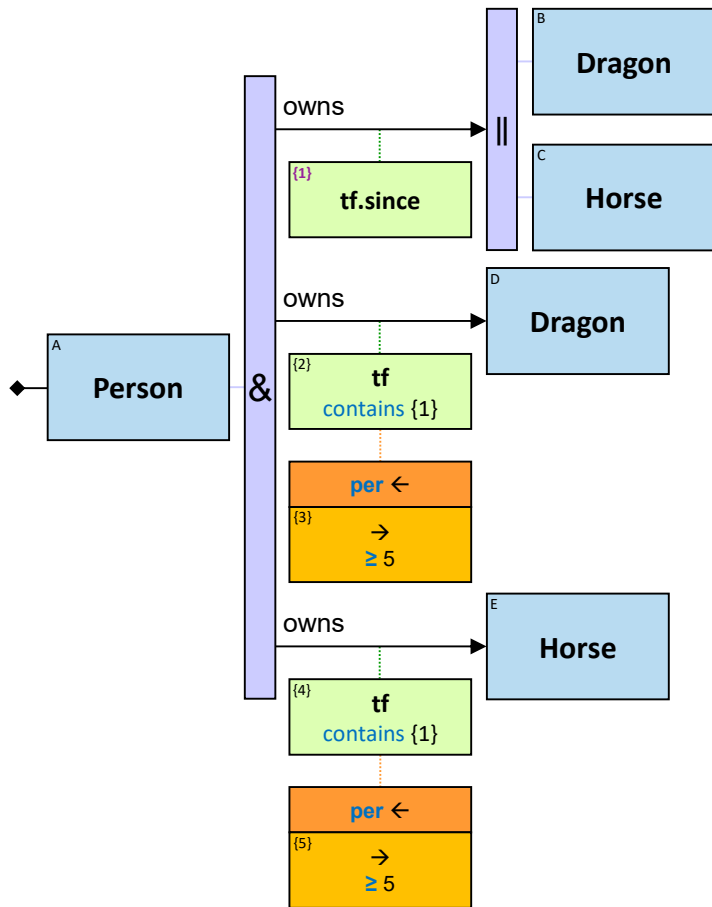 B
Dragon
owns
||
C
Horse
{1}
tf.since
owns
D
Dragon
A
Person
&
{2}
tf
contains {1}
per ←
{3}
→
≥ 5
owns
E
Horse
{4}
tf
contains {1}
per ←
{5}
→
≥ 5